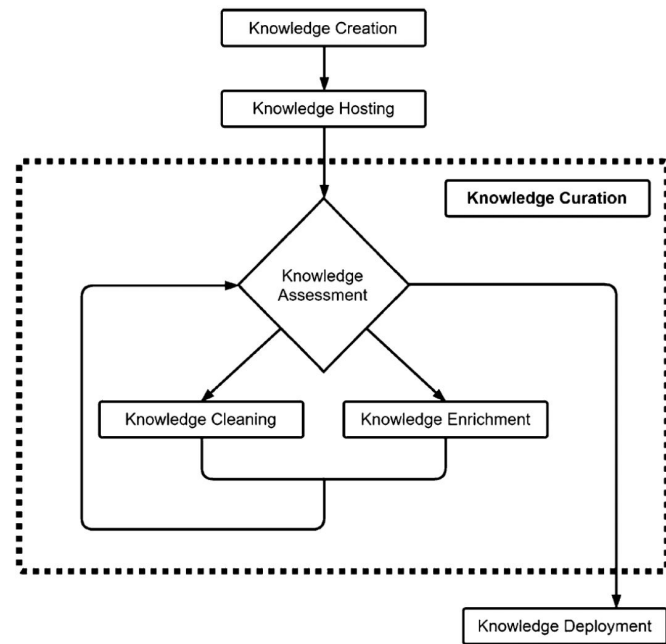 Knowledge Creation
Knowledge Hosting
Knowledge Curation
Knowledge
Assessment
Knowledge Cleaning
Knowledge Enrichment
Knowledge Deployment